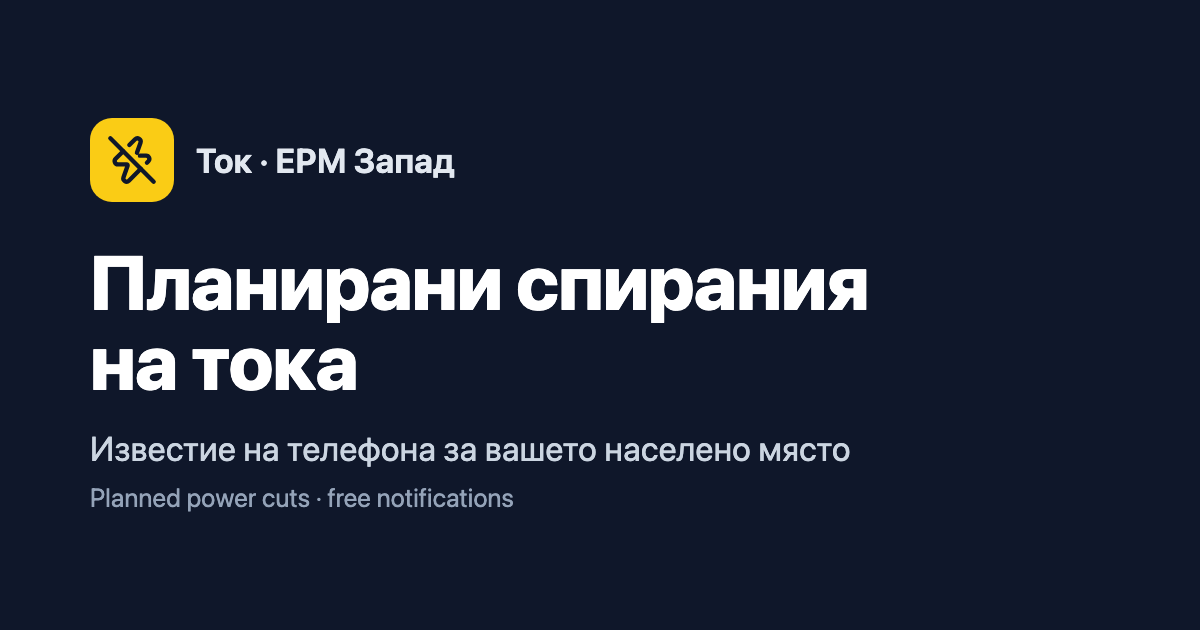 Ток · ЕРМ Запад
Планирани спирания
на тока
Известие на телефона за вашето населено място
Planned power cuts · free notifications